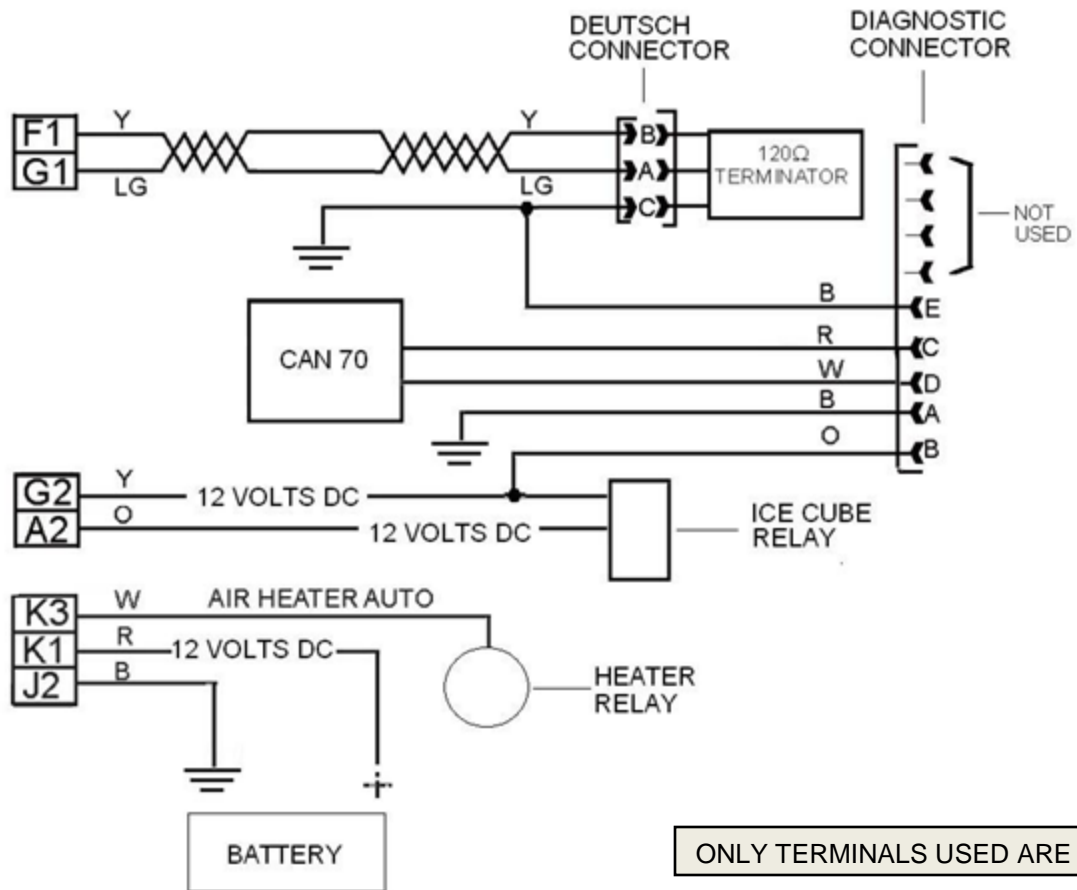 DEUTSCH
CONNECTOR
DIAGNOSTIC
CONNECTOR
F1
Y
Y
B
G1
LG
LG
A
C
120Ω
TERMINATOR
NOT
USED
B
E
CAN 70
R
C
W
D
B
A
O
B
G2
Y
12 VOLTS DC
A2
O
12 VOLTS DC
ICE CUBE
RELAY
K3
W
AIR HEATER AUTO
K1
R
12 VOLTS DC
J2
B
HEATER
RELAY
BATTERY
ONLY TERMINALS USED ARE